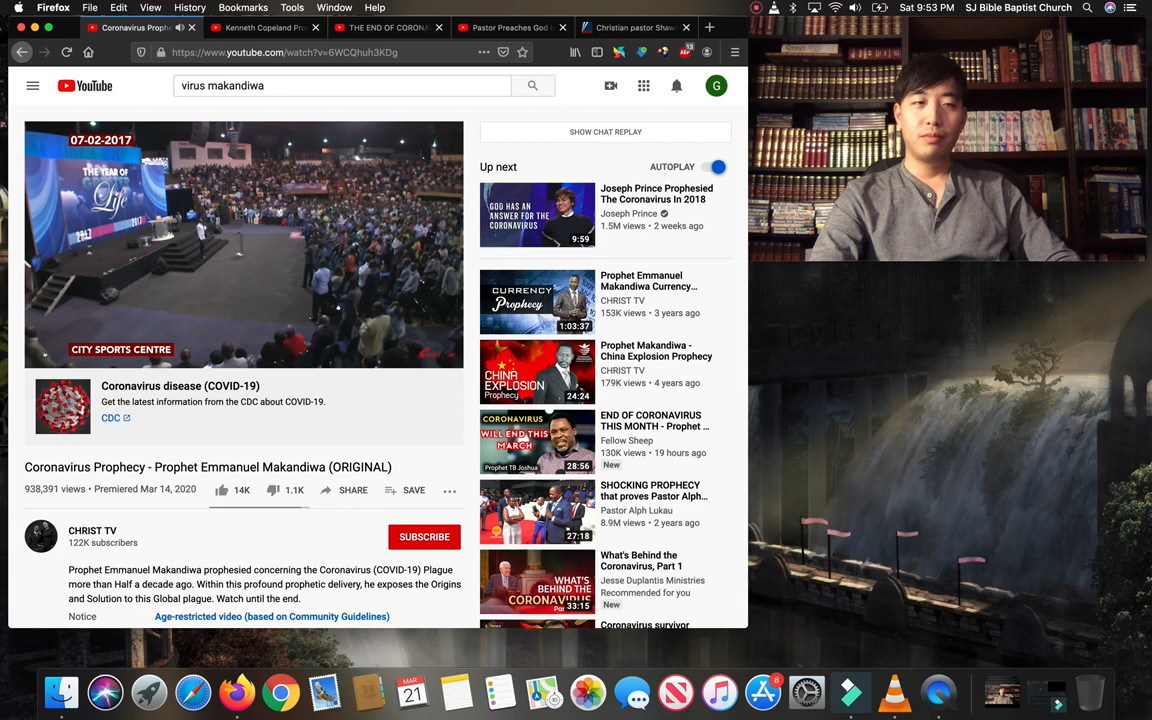 Firefox File Edit View History Bookmarks Tools Window Help
Sat 9:53 PM SJ Bible Baptist Church
Coronavirus Prophe
Kenneth Copeland Pro
THE END OF CORONA
Pastor Preaches God i
Christian pastor Shaw
https://www.youtube.com/watch?v=6WCQhuh3KDg
13
YouTube
virus makandiwa
G
07-02-2017
THE YEAR OF
Life
2017
CITY SPORTS CENTRE
Coronavirus disease (COVID-19)
Get the latest information from the CDC about COVID-19.
CDC
Coronavirus Prophecy - Prophet Emmanuel Makandiwa (ORIGINAL)
938,391 views • Premiered Mar 14, 2020
14K 1.1K SHARE SAVE
CHRIST TV
122K subscribers
SUBSCRIBE
Prophet Emmanuel Makandiwa prophesied concerning the Coronavirus (COVID-19) Plague
more than Half a decade ago. Within this profound prophetic delivery, he exposes the Origins
and Solution to this Global plague. Watch until the end.
Notice Age-restricted video (based on Community Guidelines)
SHOW CHAT REPLAY
Up next
AUTOPLAY
GOD HAS
AN ANSWER FOR THE
CORONAVIRUS
9:59
Joseph Prince Prophesied
The Coronavirus In 2018
Joseph Prince
1.5M views • 2 weeks ago
CURRENCY
Prophecy
1:03:37
Prophet Emmanuel
Makandiwa Currency...
CHRIST TV
153K views • 3 years ago
CHINA
EXPLOSION
Prophecy
24:24
Prophet Makandiwa -
China Explosion Prophecy
CHRIST TV
179K views • 4 years ago
CORONAVIRUS
WILL END THIS
MARCH
Prophet TB Joshua
28:56
END OF CORONAVIRUS
THIS MONTH - Prophet ...
Fellow Sheep
130K views • 19 hours ago
New
27:18
SHOCKING PROPHECY
that proves Pastor Alph...
Pastor Alph Lukau
8.9M views • 2 years ago
WHAT'S
BEHIND THE
CORONAVIRUS
33:15
What's Behind the
Coronavirus, Part 1
Jesse Duplantis Ministries
Recommended for you
New
Coronavirus survivor
MAR
21
8